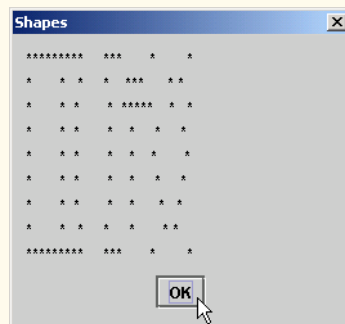 Shapes
*********   ***     *      *
*       *  *   *   ***    * *
*       *  *     * *****  *  *
*       *  *     *   *   *    *
*       *  *     *   *  *      *
*       *  *     *   *   *    *
*       *  *     *   *    *  *
*       *  *   *     *     * *
*********   ***     *      *
OK